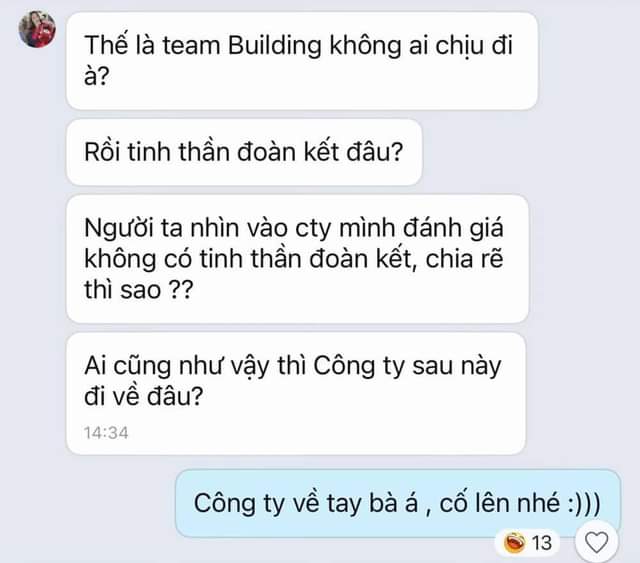 Thế là team Building không ai chịu đi
à?
Rồi tinh thần đoàn kết đâu?
Người ta nhìn vào cty mình đánh giá
không có tinh thần đoàn kết, chia rẽ
thì sao ??
Ai cũng như vậy thì Công ty sau này
đi về đâu?
14:34
Công ty về tay bà á , cố lên nhé :)))
13